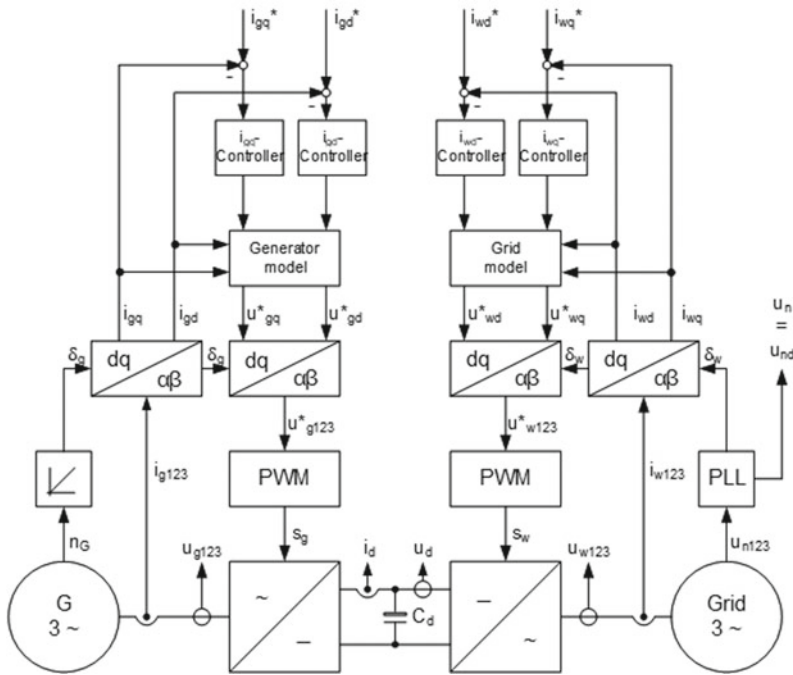 i_gq* i_gd* i_wd* i_wq*
- - - -
i_gq- Controller
i_gd- Controller
i_wd- Controller
i_wq- Controller
Generator model
Grid model
i_gq i_gd u*_gq u*_gd u*_wd u*_wq i_wd i_wq
u_n = u_nd
δ_g dq αβ δ_g dq αβ
dq αβ δ_w dq αβ δ_w
u*_g123 u*_w123
i_g123 PWM PWM i_w123 PLL
n_G u_g123 s_g i_d u_d s_w u_w123 u_n123
G 3 ~
~ –
C_d
– ~
Grid 3 ~